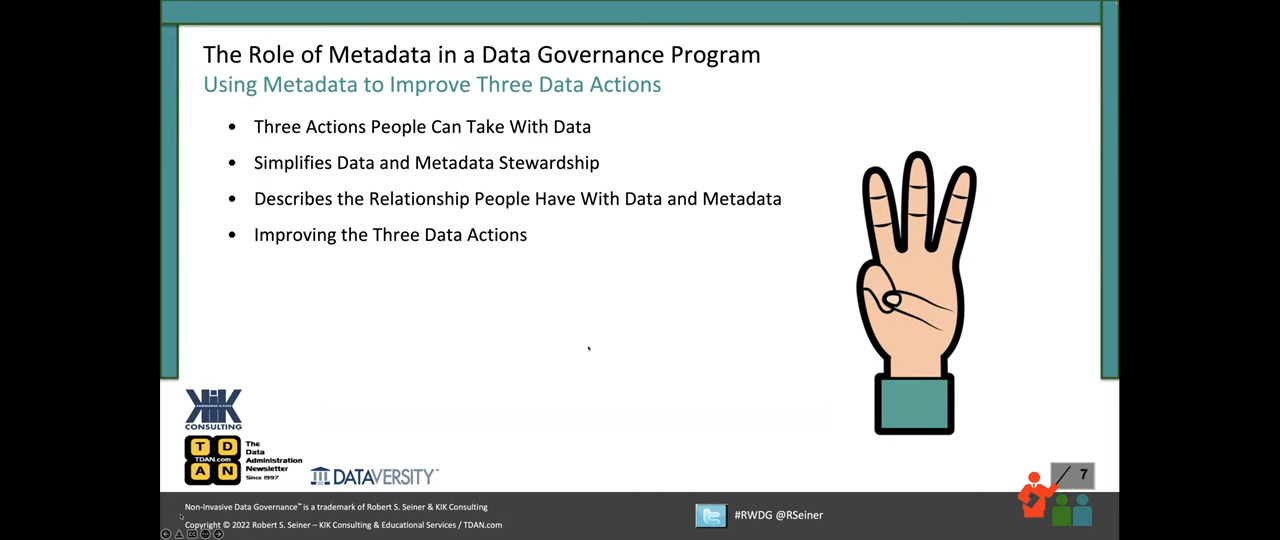 The Role of Metadata in a Data Governance Program
Using Metadata to Improve Three Data Actions
• Three Actions People Can Take With Data
• Simplifies Data and Metadata Stewardship
• Describes the Relationship People Have With Data and Metadata
• Improving the Three Data Actions
KIK
CONSULTING
T D
TDAN.com
A N
The
Data
Administration
Newsletter
Since 1997
DATAVERSITY™
Non-Invasive Data Governance™ is a trademark of Robert S. Seiner & KIK Consulting
Copyright © 2022 Robert S. Seiner – KIK Consulting & Educational Services / TDAN.com
#RWDG @RSeiner
7